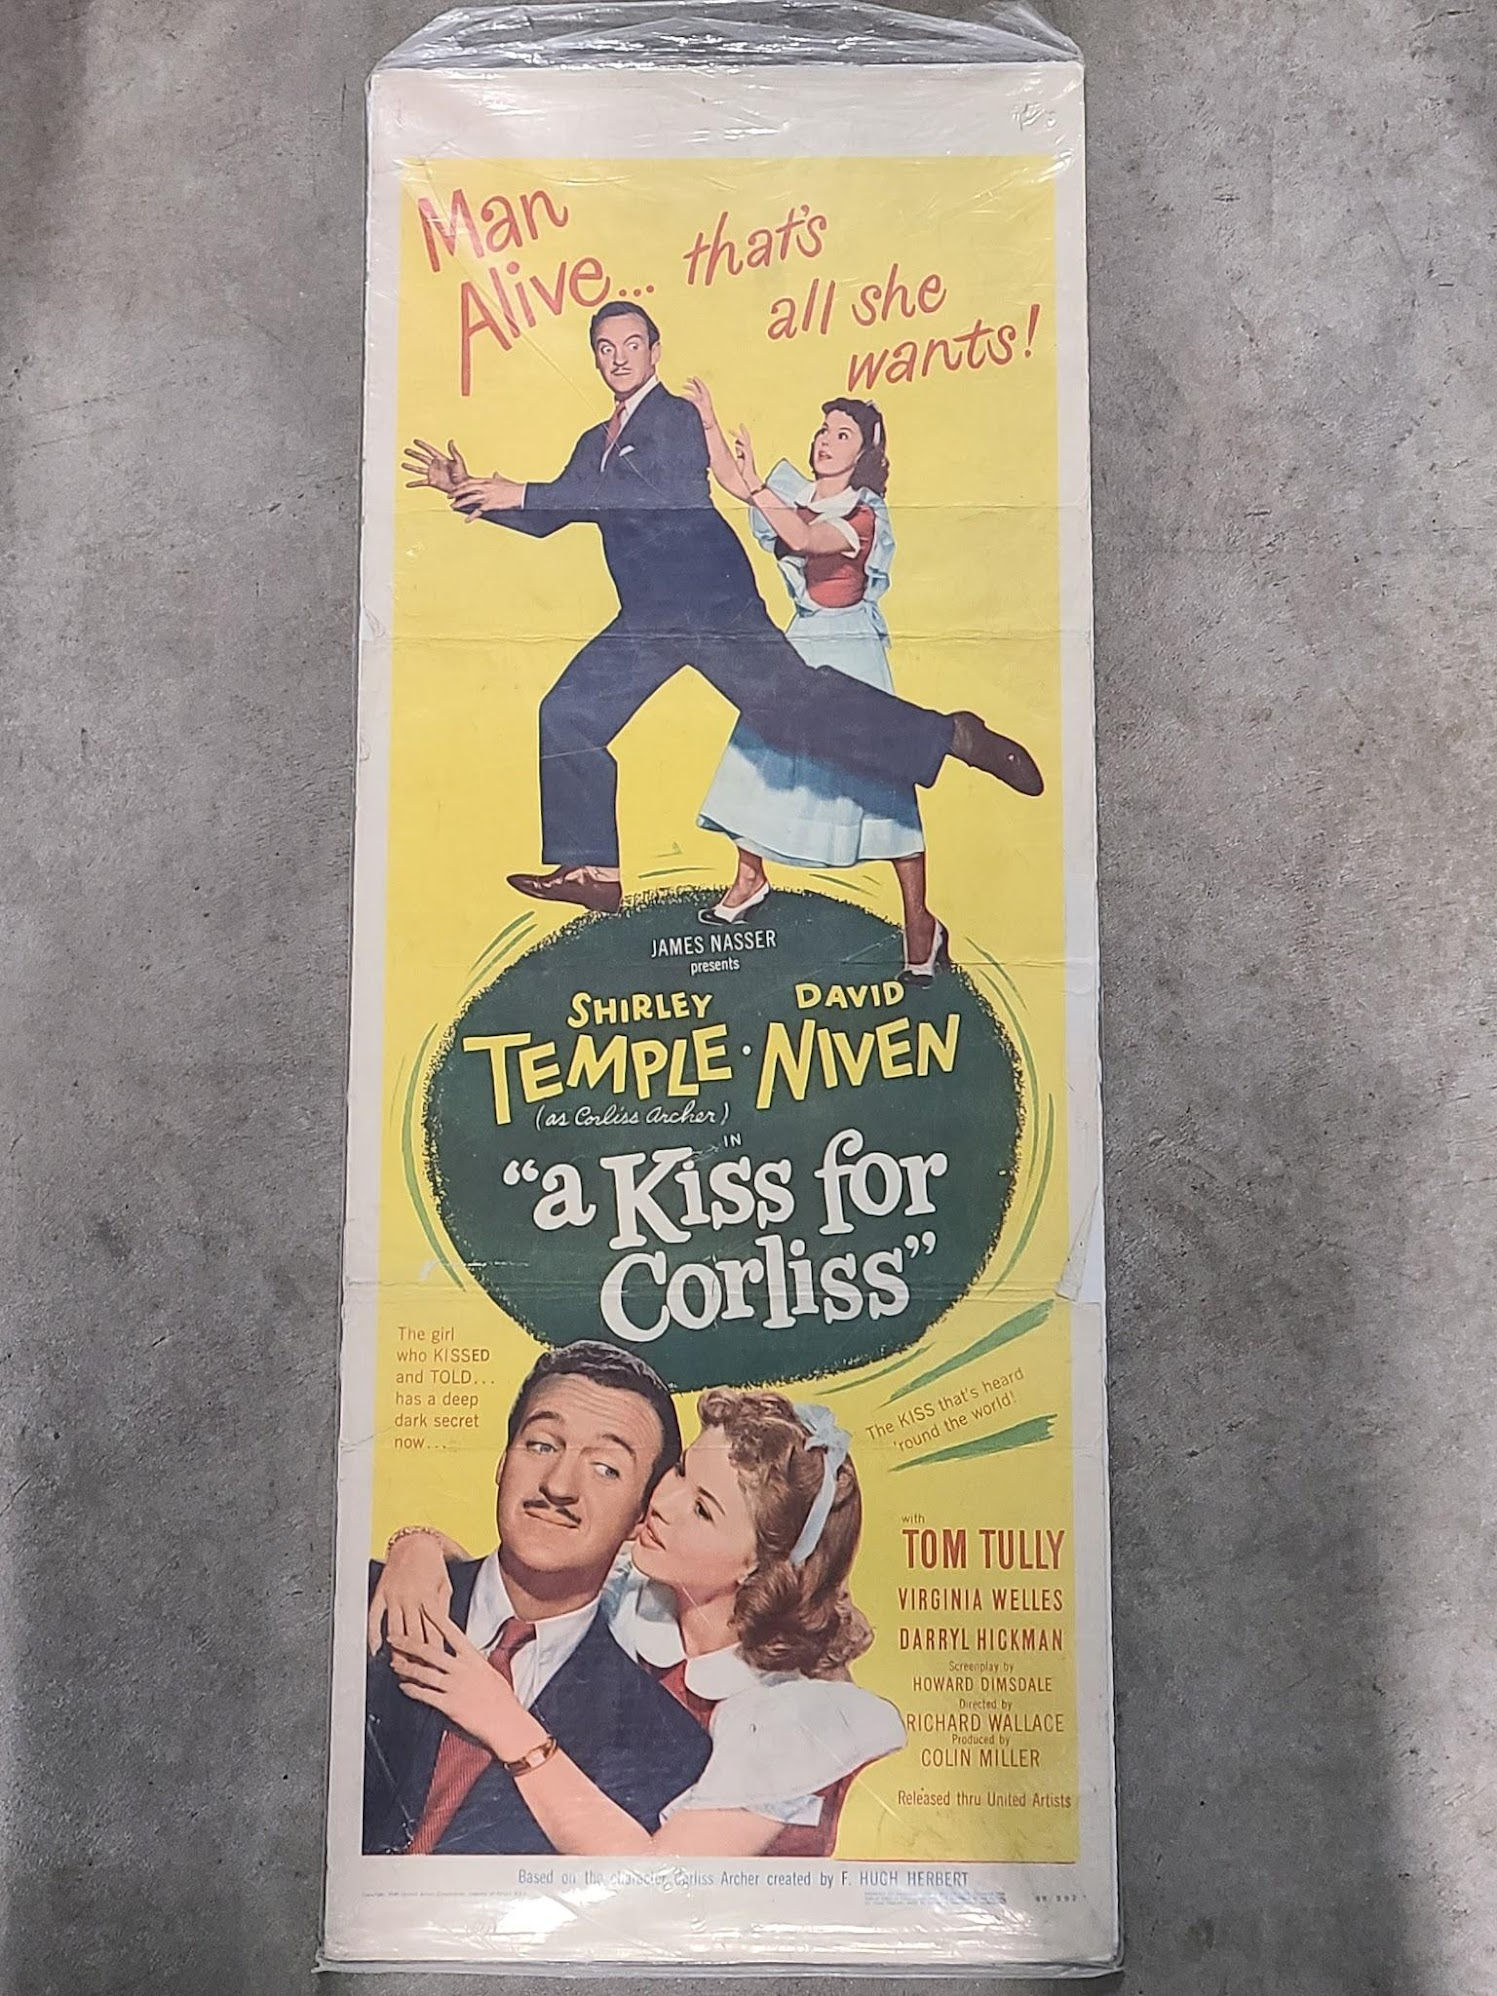 Man
Alive... that's
all she
wants!
JAMES NASSER
presents
SHIRLEY DAVID
TEMPLE · NIVEN
(as Corliss Archer)
IN
"a Kiss for
Corliss"
The girl
who KISSED
and TOLD...
has a deep
dark secret
now...
The KISS that's heard
'round the world!
with
TOM TULLY
VIRGINIA WELLES
DARRYL HICKMAN
Screenplay by
HOWARD DIMSDALE
Directed by
RICHARD WALLACE
Produced by
COLIN MILLER
Released thru United Artists
Based on the character Corliss Archer created by F. HUGH HERBERT